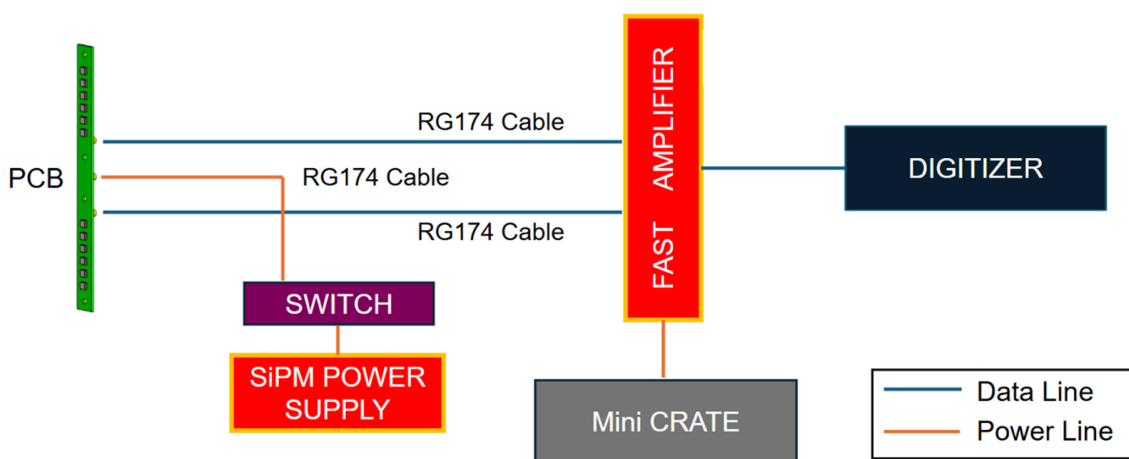 RG174 Cable
PCB
RG174 Cable
RG174 Cable
FAST AMPLIFIER
DIGITIZER
SWITCH
SiPM POWER
SUPPLY
Mini CRATE
Data Line
Power Line